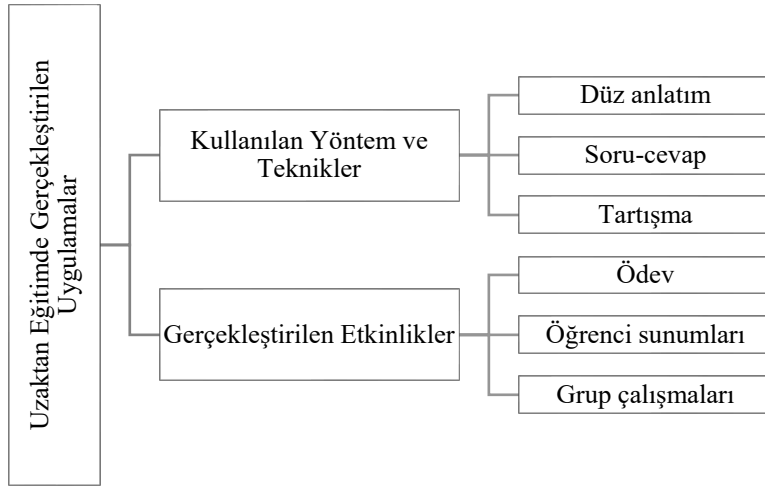 Uzaktan Eğitimde Gerçekleştirilen
Uygulamalar
Kullanılan Yöntem ve
Teknikler
Düz anlatım
Soru-cevap
Tartışma
Gerçekleştirilen Etkinlikler
Ödev
Öğrenci sunumları
Grup çalışmaları